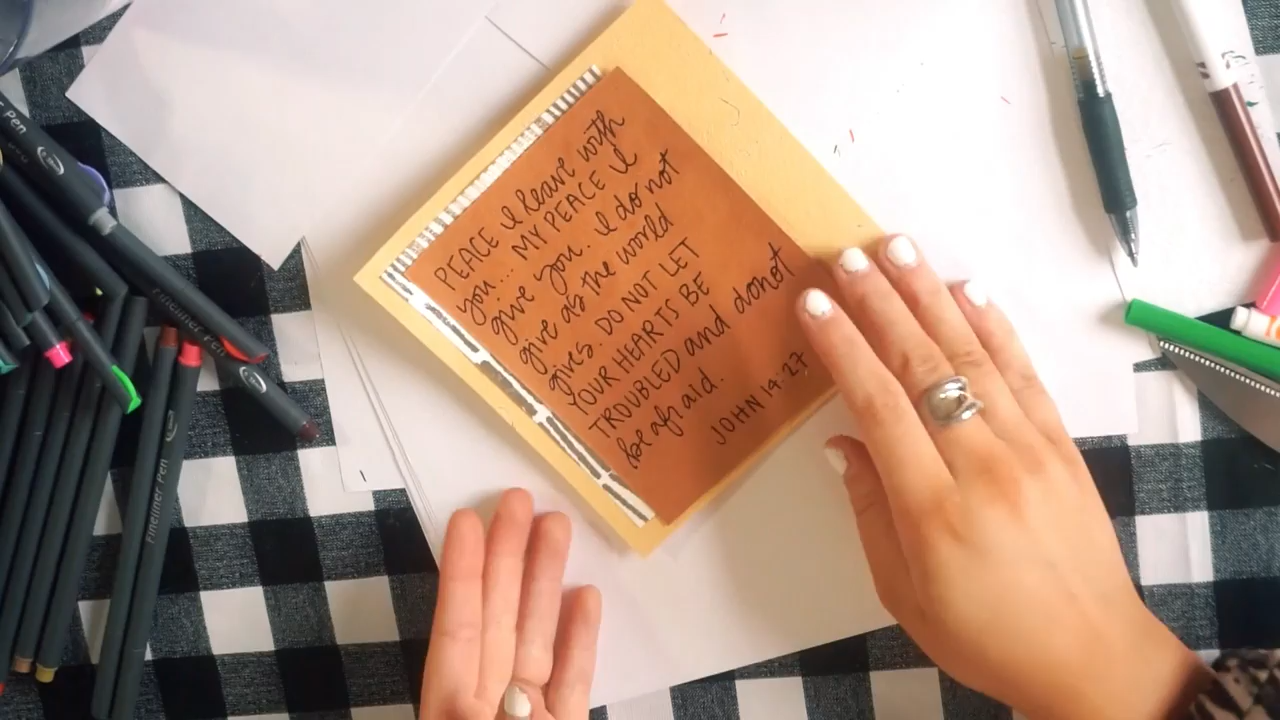 PEACE I leave with
you... MY PEACE I
give you. I do not
give as the world
gives. DO NOT LET
YOUR HEARTS BE
TROUBLED and do not
be afraid.
JOHN 14:27
Pen
Fineliner Pen
Fineliner Pen